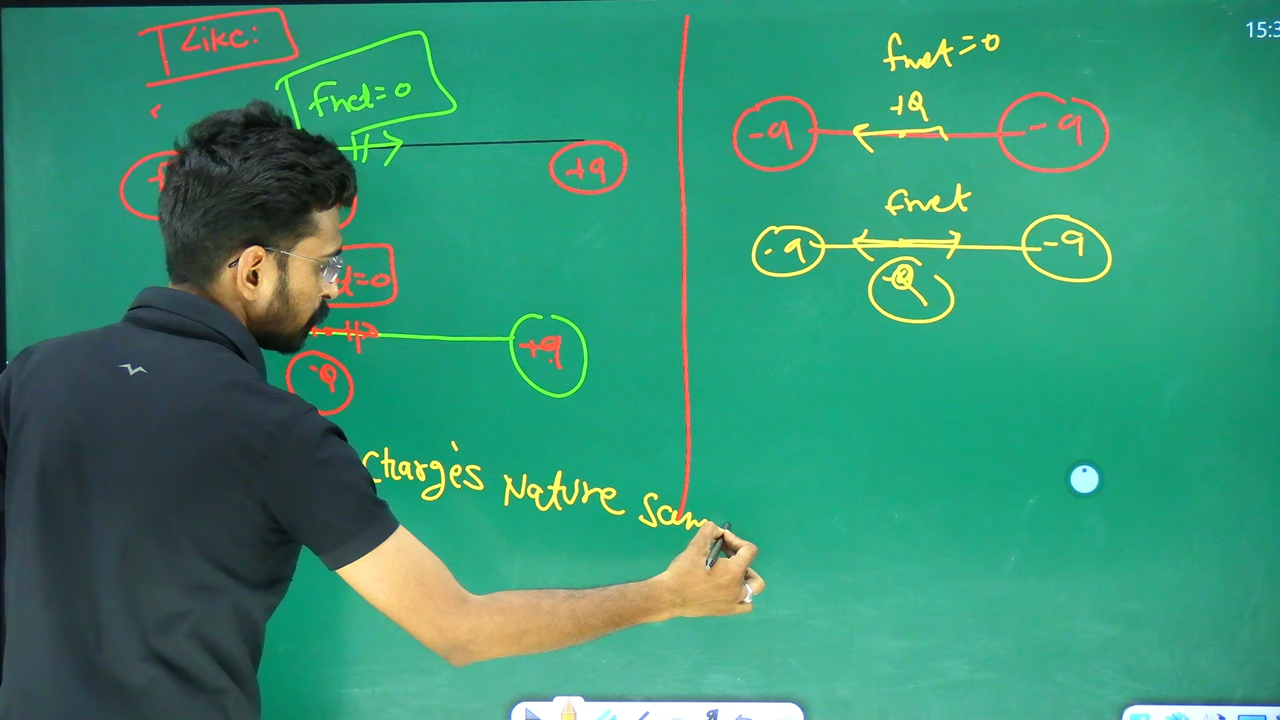 Like:
fnet=0
+q
+q
-Q
Charges Nature Sam
fnet=0
+Q
-q
-q
fnet
-q
-q
-Q
15:3